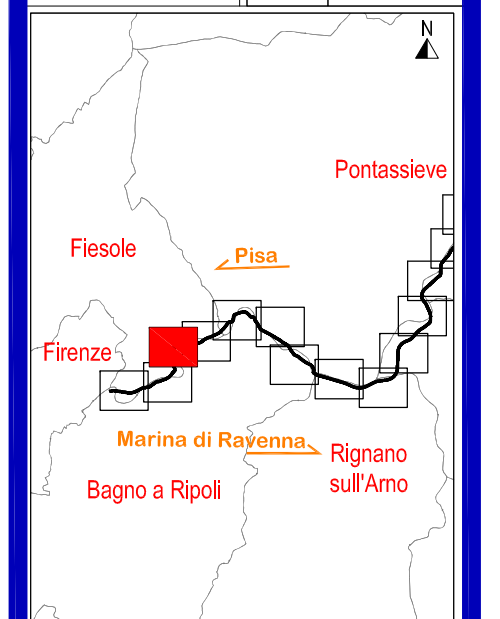 N
Pontassieve
Fiesole
Pisa
Firenze
Marina di Ravenna
Rignano
sull'Arno
Bagno a Ripoli